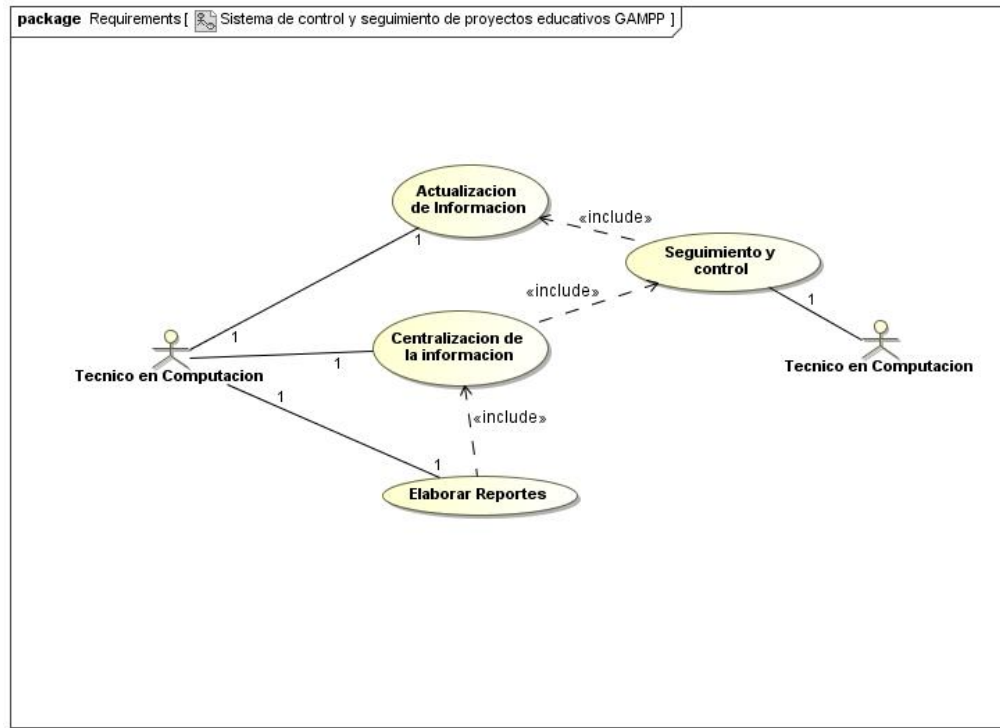 package Requirements [ Sistema de control y seguimiento de proyectos educativos GAMPP ]
Actualizacion
de Informacion
«include»
Seguimiento y
control
1
«include»
1
1
Centralizacion de
la informacion
1
Tecnico en Computacion
Tecnico en Computacion
1
«include»
1
Elaborar Reportes